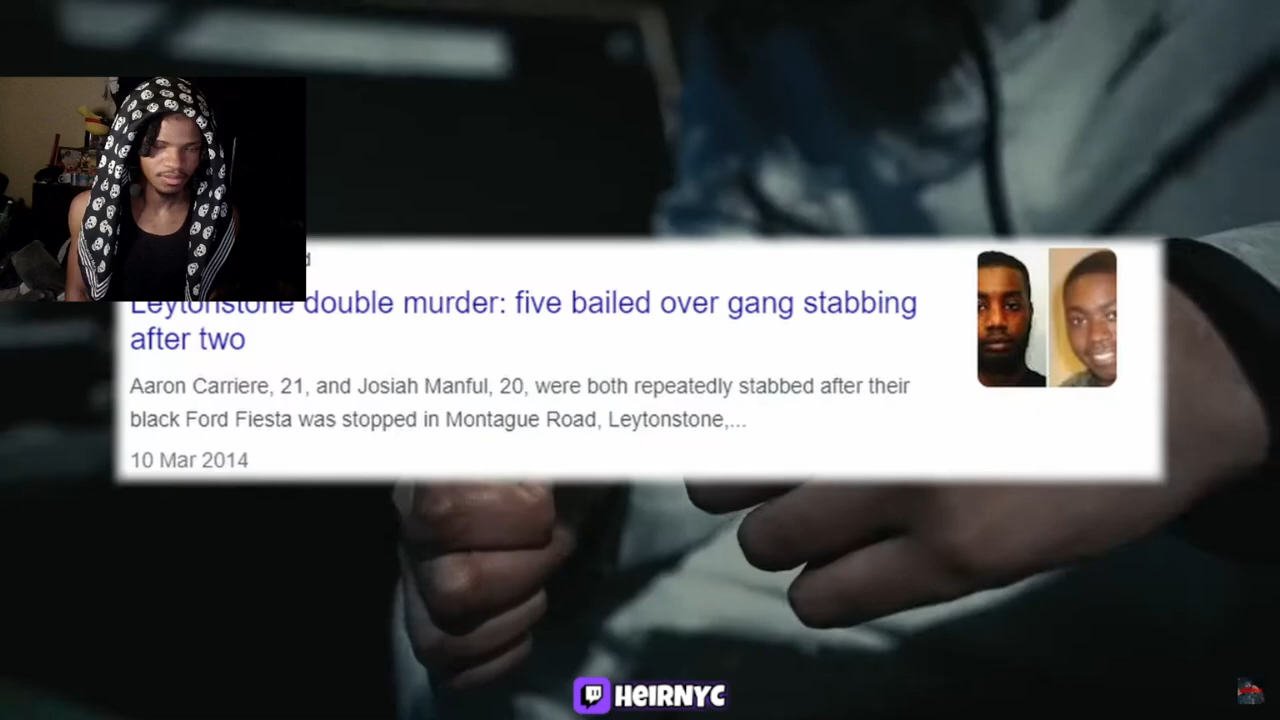 Leytonstone double murder: five bailed over gang stabbing
after two
Aaron Carriere, 21, and Josiah Manful, 20, were both repeatedly stabbed after their
black Ford Fiesta was stopped in Montague Road, Leytonstone,...
10 Mar 2014
HEIRNYC